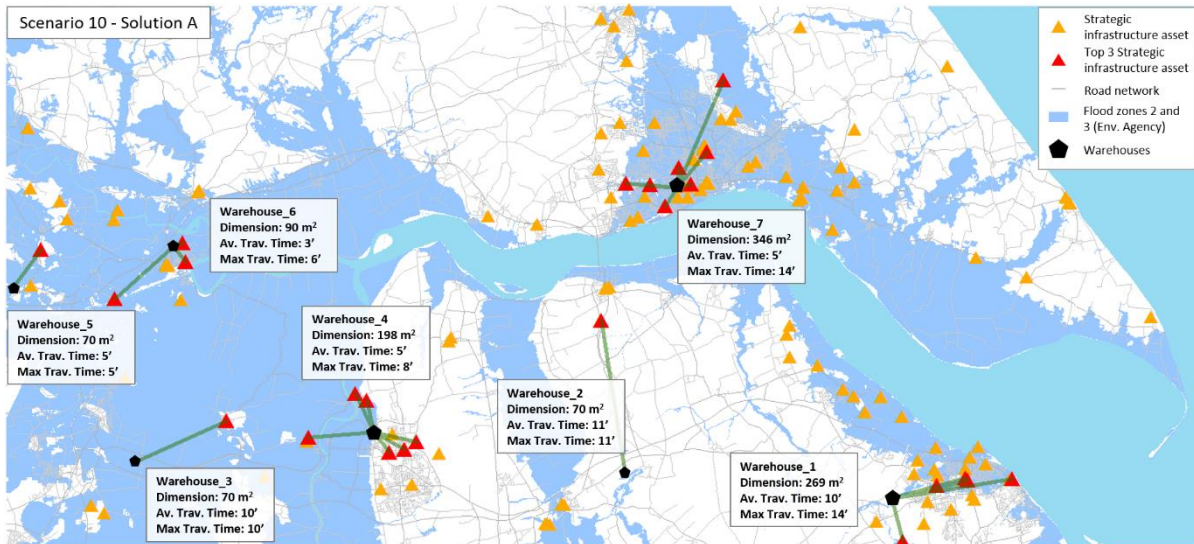 Scenario 10 - Solution A
Strategic
infrastructure asset
Top 3 Strategic
infrastructure asset
Road network
Flood zones 2 and
3 (Env. Agency)
Warehouses
Warehouse_6
Dimension: 90 m²
Av. Trav. Time: 3’
Max Trav. Time: 6’
Warehouse_7
Dimension: 346 m²
Av. Trav. Time: 5’
Max Trav. Time: 14’
Warehouse_5
Dimension: 70 m²
Av. Trav. Time: 5’
Max Trav. Time: 5’
Warehouse_4
Dimension: 198 m²
Av. Trav. Time: 5’
Max Trav. Time: 8’
Warehouse_2
Dimension: 70 m²
Av. Trav. Time: 11’
Max Trav. Time: 11’
Warehouse_3
Dimension: 70 m²
Av. Trav. Time: 10’
Max Trav. Time: 10’
Warehouse_1
Dimension: 269 m²
Av. Trav. Time: 10’
Max Trav. Time: 14’